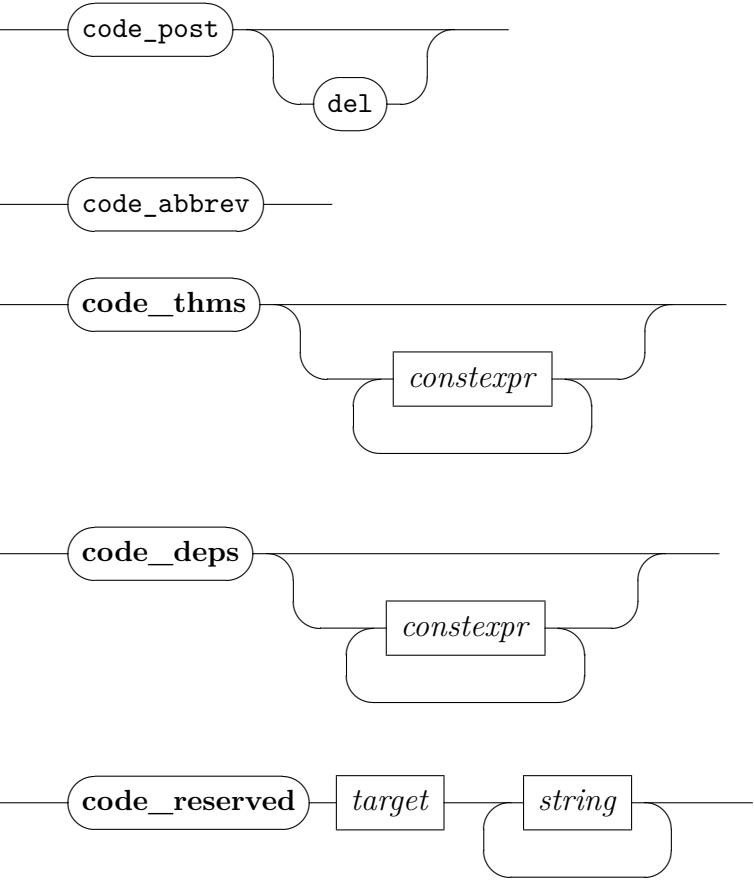 code_post
del
code_abbrev
code_thms
constexpr
code_deps
constexpr
code_reserved target string